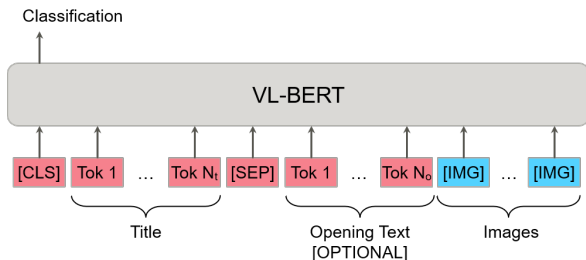 Classification
VL-BERT
[CLS] Tok 1 … Tok Nₜ [SEP] Tok 1 … Tok Nₒ [IMG] … [IMG]
Title
Opening Text
[OPTIONAL]
Images